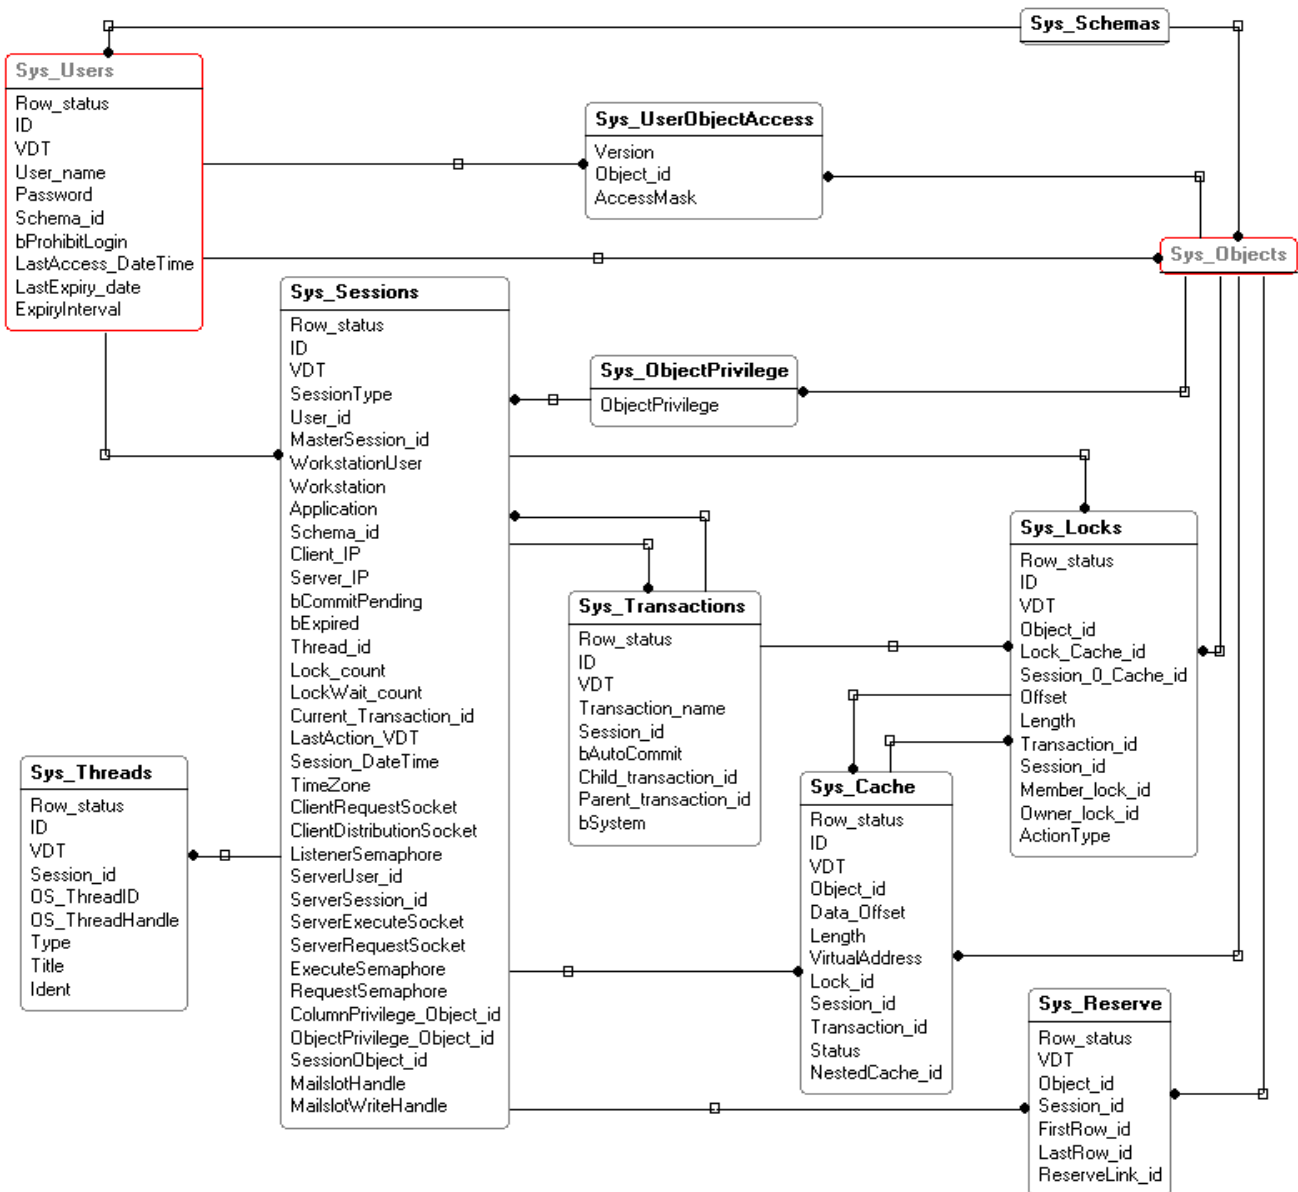 Sys_Schemas
Sys_Users
Row_status
ID
VDT
User_name
Password
Schema_id
bProhibitLogin
LastAccess_DateTime
LastExpiry_date
ExpiryInterval
Sys_UserObjectAccess
Version
Object_id
AccessMask
Sys_Objects
Sys_Sessions
Row_status
ID
VDT
SessionType
User_id
MasterSession_id
WorkstationUser
Workstation
Application
Schema_id
Client_IP
Server_IP
bCommitPending
bExpired
Thread_id
Lock_count
LockWait_count
Current_Transaction_id
LastAction_VDT
Session_DateTime
TimeZone
ClientRequestSocket
ClientDistributionSocket
ListenerSemaphore
ServerUser_id
ServerSession_id
ServerExecuteSocket
ServerRequestSocket
ExecuteSemaphore
RequestSemaphore
ColumnPrivilege_Object_id
ObjectPrivilege_Object_id
SessionObject_id
MailslotHandle
MailslotWriteHandle
Sys_ObjectPrivilege
ObjectPrivilege
Sys_Locks
Row_status
ID
VDT
Object_id
Lock_Cache_id
Session_0_Cache_id
Offset
Length
Transaction_id
Session_id
Member_lock_id
Owner_lock_id
ActionType
Sys_Transactions
Row_status
ID
VDT
Transaction_name
Session_id
bAutoCommit
Child_transaction_id
Parent_transaction_id
bSystem
Sys_Threads
Row_status
ID
VDT
Session_id
OS_ThreadID
OS_ThreadHandle
Type
Title
Ident
Sys_Cache
Row_status
ID
VDT
Object_id
Data_Offset
Length
VirtualAddress
Lock_id
Session_id
Transaction_id
Status
NestedCache_id
Sys_Reserve
Row_status
VDT
Object_id
Session_id
FirstRow_id
LastRow_id
ReserveLink_id